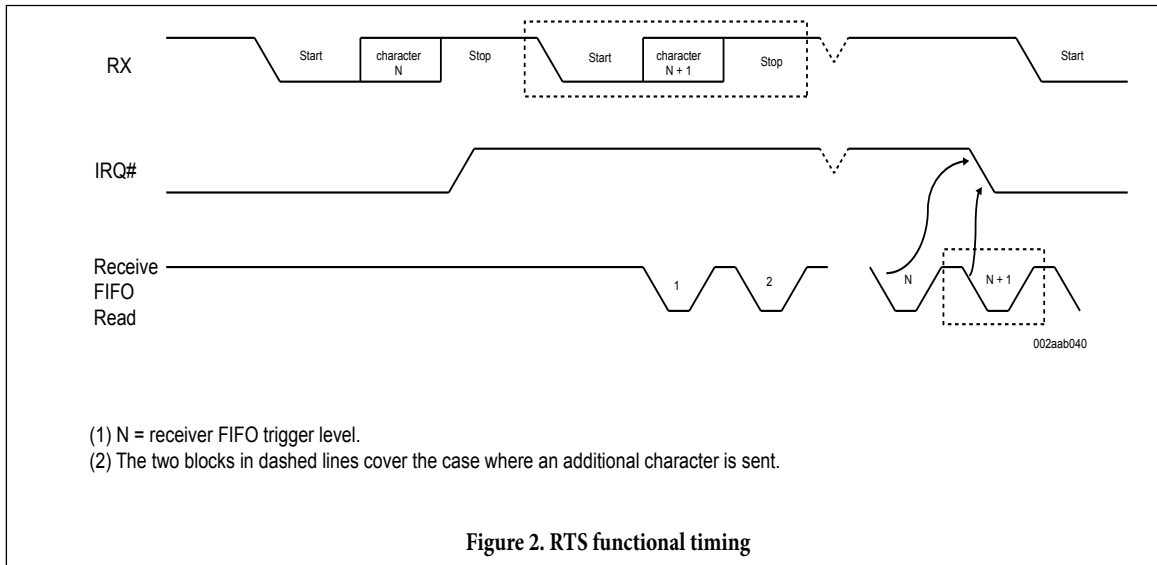 RX
Start
character
N
Stop
Start
character
N + 1
Stop
Start
IRQ#
Receive
FIFO
Read
1
2
N
N + 1
002aab040
(1) N = receiver FIFO trigger level.
(2) The two blocks in dashed lines cover the case where an additional character is sent.
Figure 2. RTS functional timing